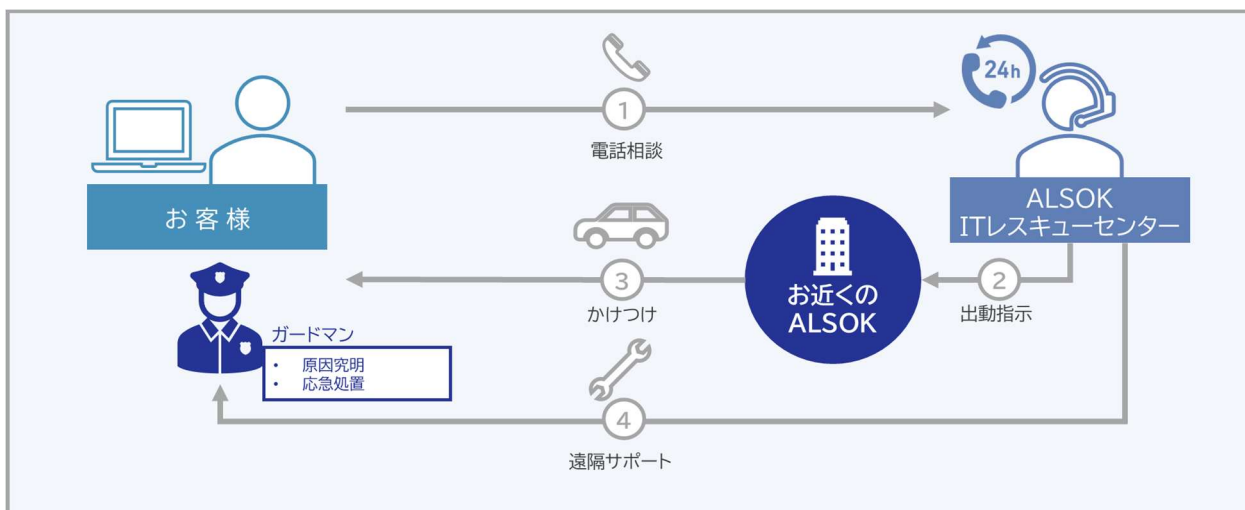 24h
1
電話相談
お客様
ALSOK
ITレスキューセンター
3
かけつけ
お近くの
ALSOK
2
出動指示
ガードマン
• 原因究明
• 応急処置
4
遠隔サポート